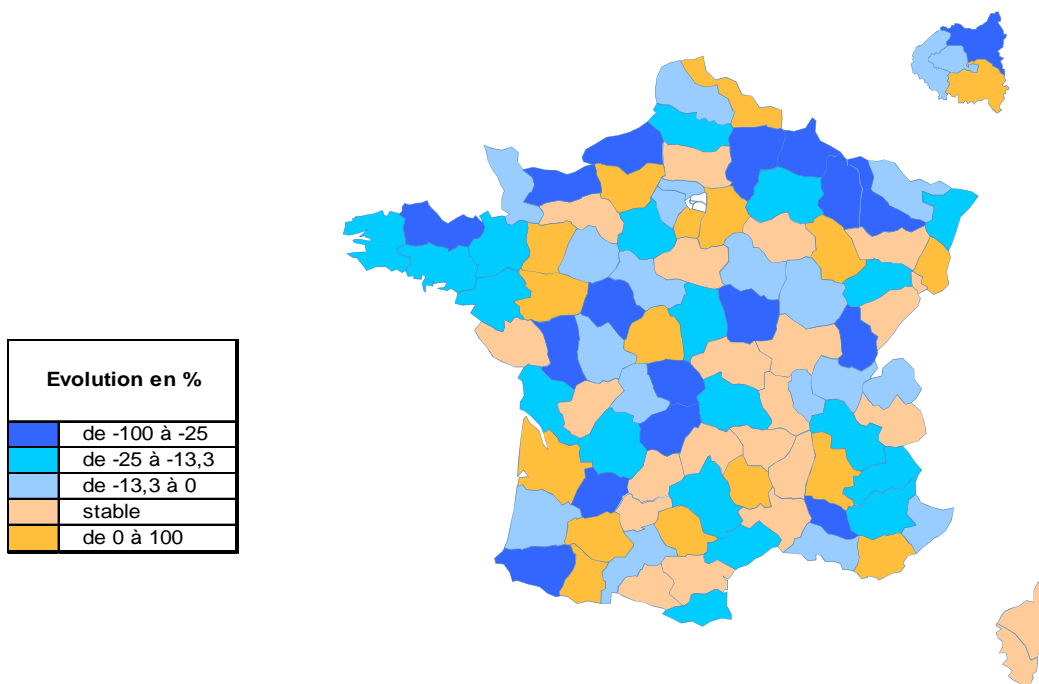 Evolution en %
de -100 à -25
de -25 à -13,3
de -13,3 à 0
stable
de 0 à 100